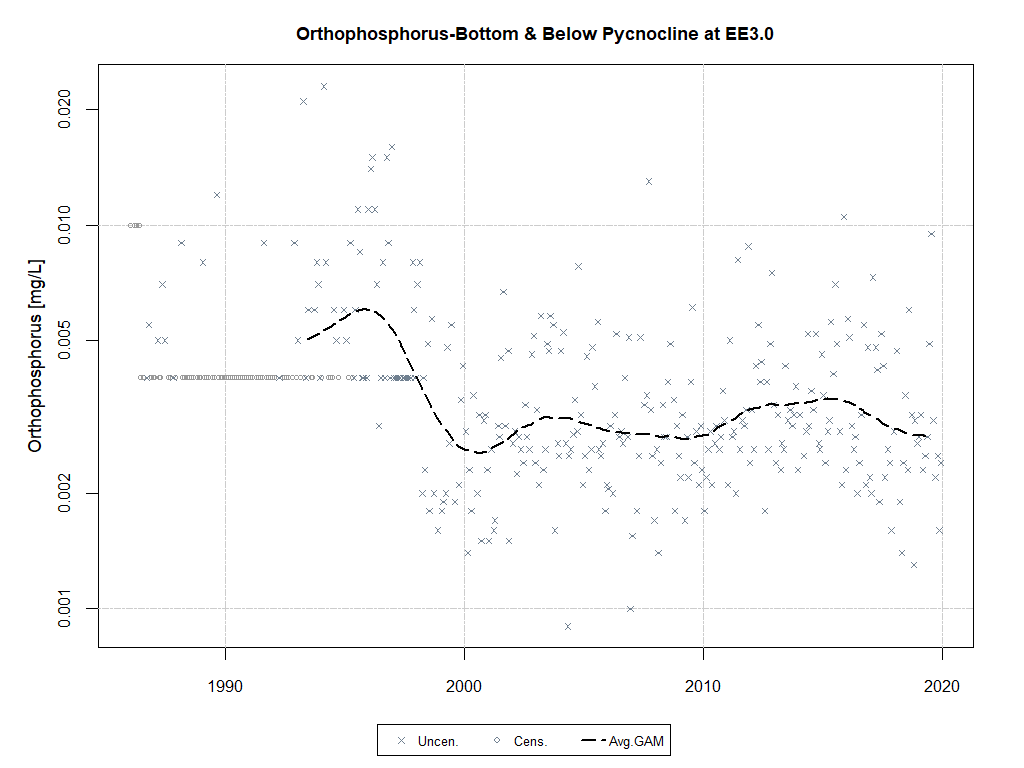 Orthophosphorus-Bottom & Below Pycnocline at EE3.0
Orthophosphorus [mg/L]
0.020
0.010
0.005
0.002
0.001
1990 2000 2010 2020
Uncen. Cens. Avg.GAM